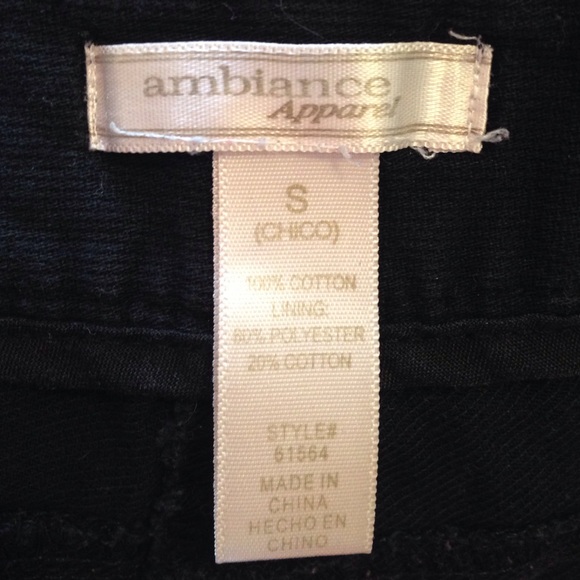 ambiance
Apparel
S
(CHICO)
100% COTTON
LINING:
80% POLYESTER
20% COTTON
STYLE#
61564
MADE IN
CHINA
HECHO EN
CHINO